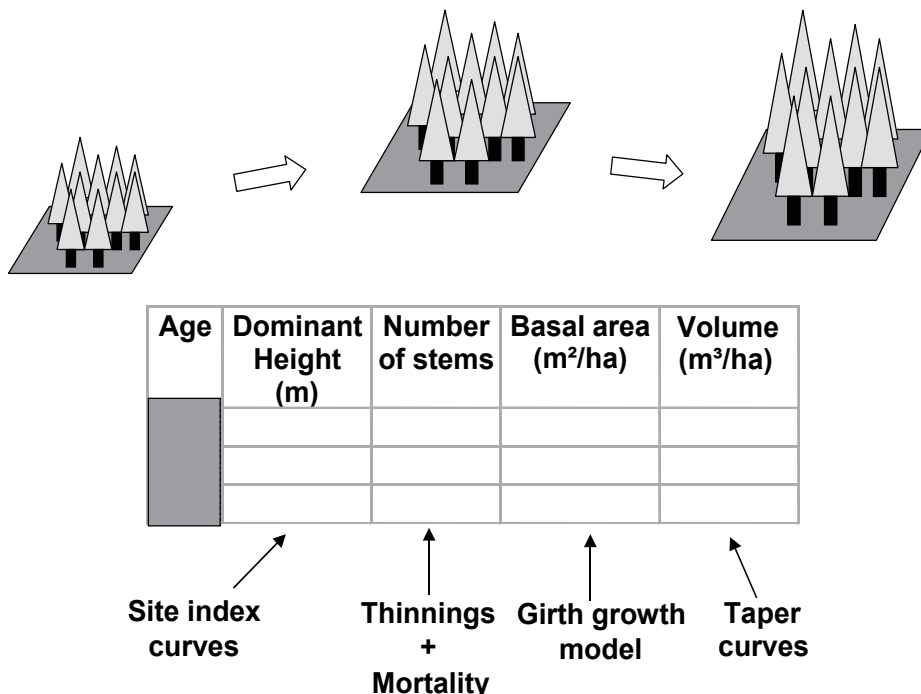 Age
Dominant
Height
(m)
Number
of stems
Basal area
(m²/ha)
Volume
(m³/ha)
Site index
curves
Thinnings
+
Mortality
Girth growth
model
Taper
curves